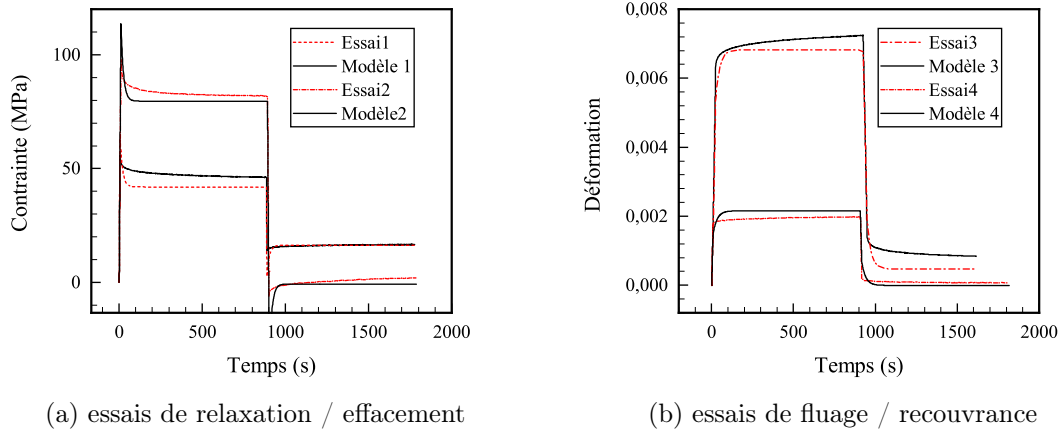 Contrainte (MPa)
100
50
0
0
500
1000
1500
2000
Temps (s)
Essai1
Modèle 1
Essai2
Modèle2
(a) essais de relaxation / effacement
Déformation
0,008
0,006
0,004
0,002
0,000
0
500
1000
1500
2000
Temps (s)
Essai3
Modèle 3
Essai4
Modèle 4
(b) essais de fluage / recouvrance